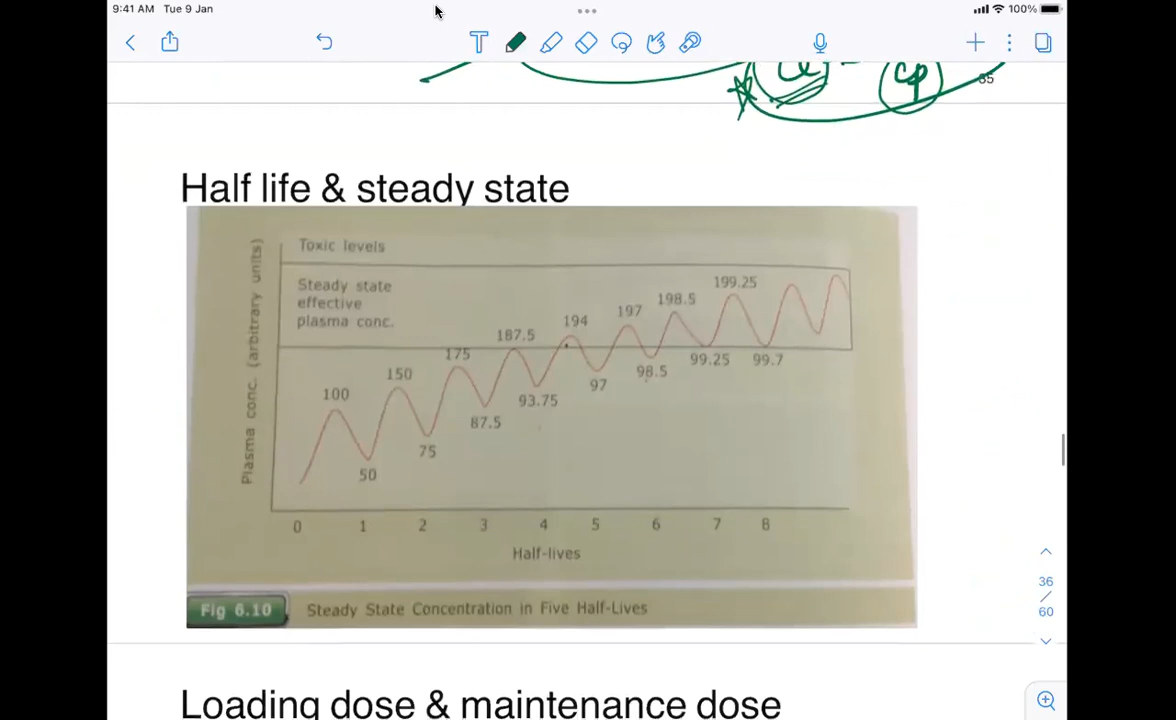 9:41 AM Tue 9 Jan
100%
T
cp
35
Half life & steady state
Toxic levels
Steady state
effective
plasma conc.
Plasma conc. (arbitrary units)
100
150
175
187.5
194
197
198.5
199.25
50
75
87.5
93.75
97
98.5
99.25
99.7
0 1 2 3 4 5 6 7 8
Half-lives
Fig 6.10 Steady State Concentration in Five Half-Lives
36
/
60
Loading dose & maintenance dose